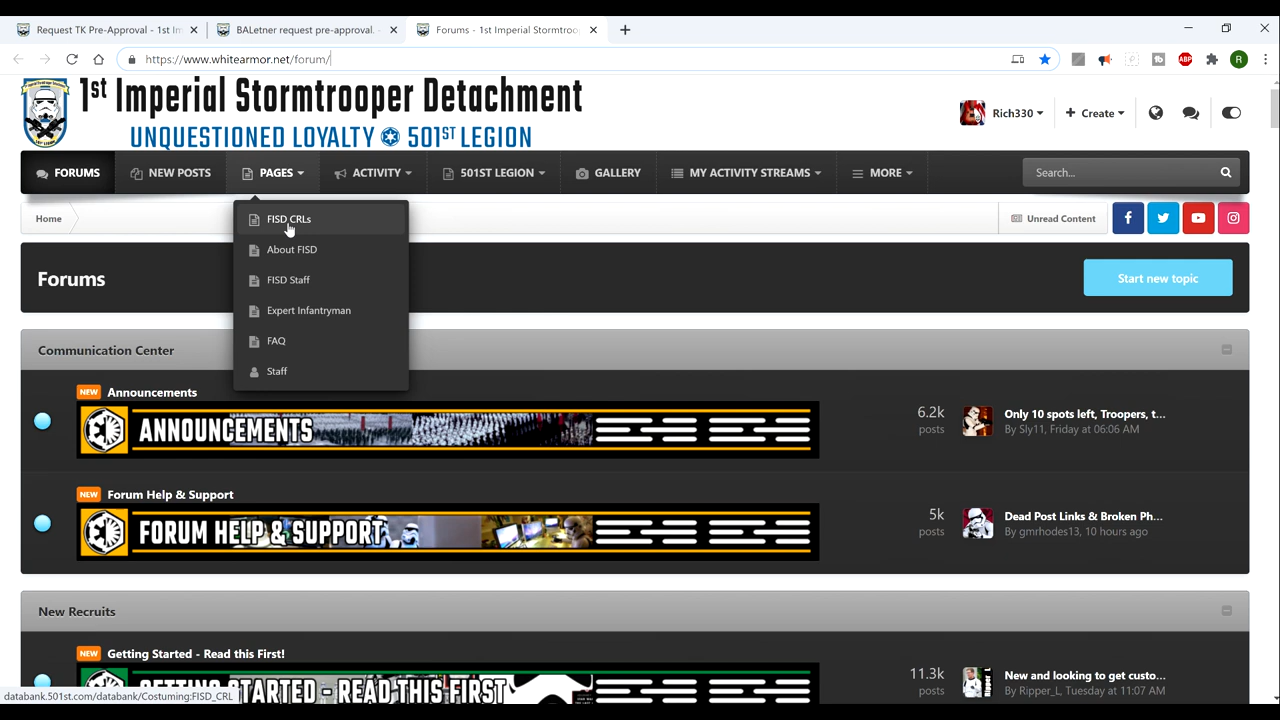 Request TK Pre-Approval - 1st Im
BALetner request pre-approval.
Forums - 1st Imperial Stormtroo
https://www.whitearmor.net/forum/
ABP
R
1st Imperial Stormtrooper Detachment
UNQUESTIONED LOYALTY 501ST LEGION
Rich330
+ Create
FORUMS
NEW POSTS
PAGES
ACTIVITY
501ST LEGION
GALLERY
MY ACTIVITY STREAMS
MORE
Search...
Home
Unread Content
FISD CRLs
About FISD
FISD Staff
Expert Infantryman
FAQ
Staff
Forums
Start new topic
Communication Center
NEW Announcements
ANNOUNCEMENTS
6.2k
posts
Only 10 spots left, Troopers, t...
By Sly11, Friday at 06:06 AM
NEW Forum Help & Support
FORUM HELP & SUPPORT
5k
posts
Dead Post Links & Broken Ph...
By gmrhodes13, 10 hours ago
New Recruits
NEW Getting Started - Read this First!
GETTING STARTED - READ THIS FIRST
11.3k
posts
New and looking to get custo...
By Ripper_L, Tuesday at 11:07 AM
databank.501st.com/databank/Costuming:FISD_CRL